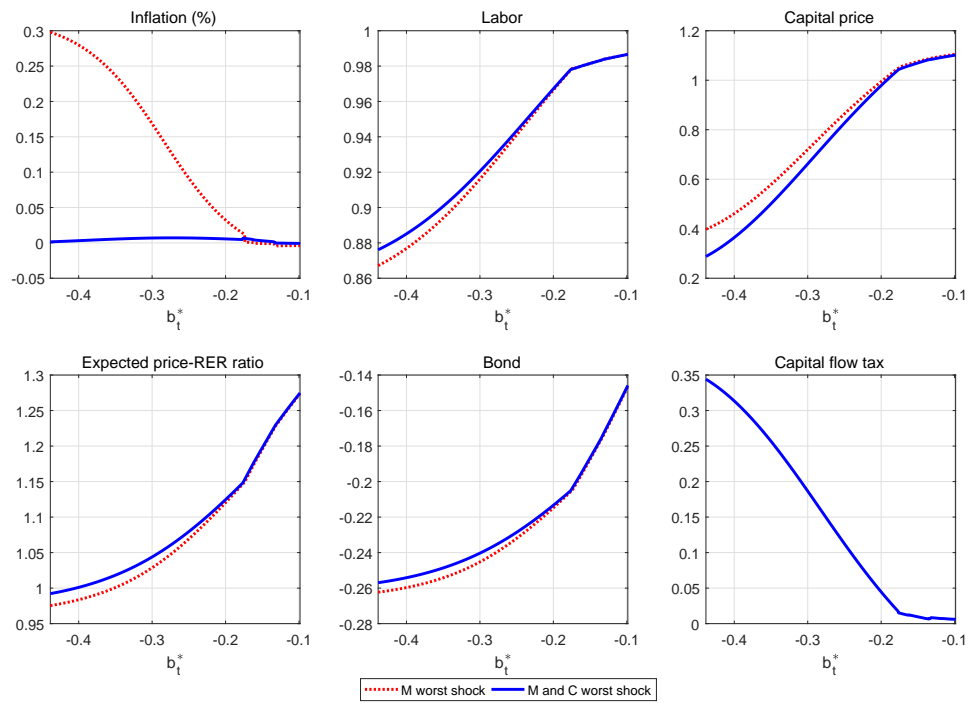 Inflation (%)
0.3
0.25
0.2
0.15
0.1
0.05
0
-0.05
-0.4 -0.3 -0.2 -0.1
b*t
Labor
1
0.98
0.96
0.94
0.92
0.9
0.88
0.86
-0.4 -0.3 -0.2 -0.1
b*t
Capital price
1.2
1
0.8
0.6
0.4
0.2
-0.4 -0.3 -0.2 -0.1
b*t
Expected price-RER ratio
1.3
1.25
1.2
1.15
1.1
1.05
1
0.95
-0.4 -0.3 -0.2 -0.1
b*t
Bond
-0.14
-0.16
-0.18
-0.2
-0.22
-0.24
-0.26
-0.28
-0.4 -0.3 -0.2 -0.1
b*t
Capital flow tax
0.35
0.3
0.25
0.2
0.15
0.1
0.05
0
-0.4 -0.3 -0.2 -0.1
b*t
M worst shock M and C worst shock